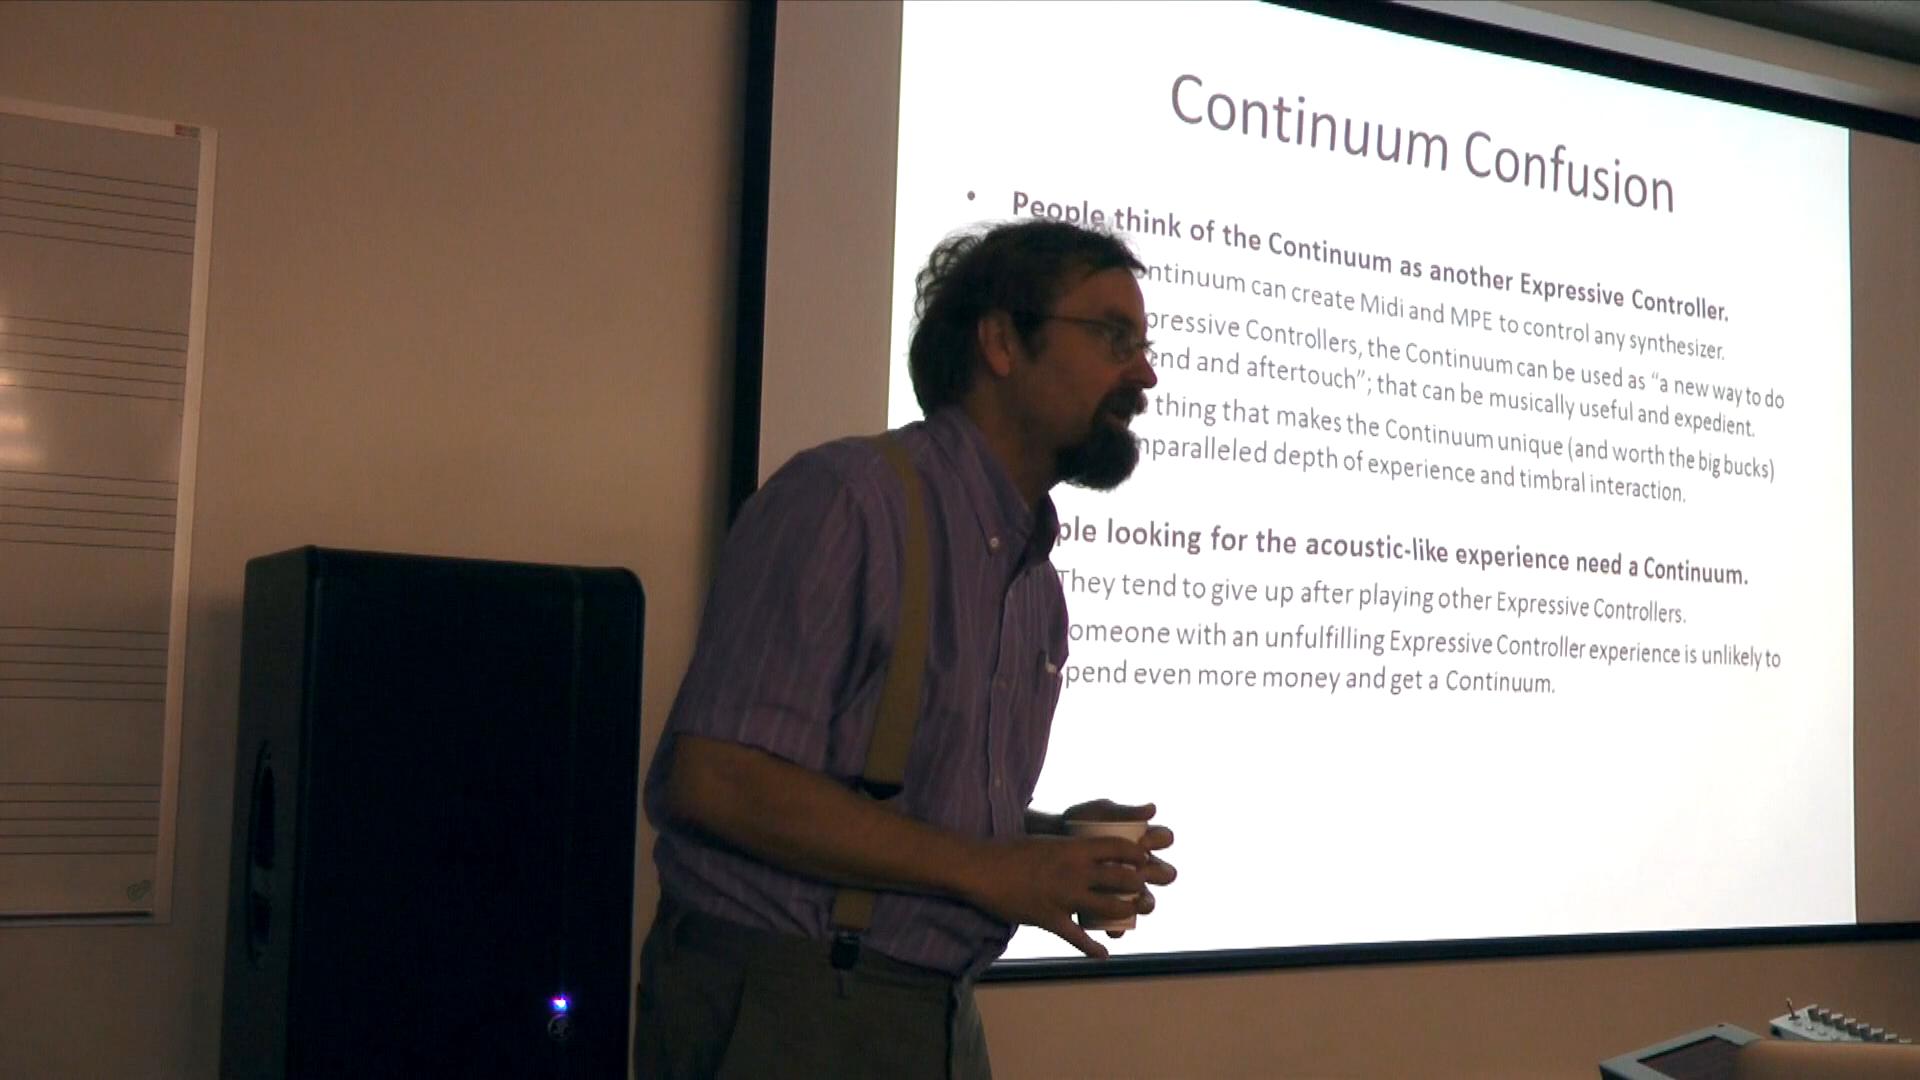 Continuum Confusion
• People think of the Continuum as another Expressive Controller.
ntinuum can create Midi and MPE to control any synthesizer.
pressive Controllers, the Continuum can be used as “a new way to do
end and aftertouch”; that can be musically useful and expedient.
thing that makes the Continuum unique (and worth the big bucks)
nparalleled depth of experience and timbral interaction.
ple looking for the acoustic-like experience need a Continuum.
They tend to give up after playing other Expressive Controllers.
omeone with an unfulfilling Expressive Controller experience is unlikely to
pend even more money and get a Continuum.